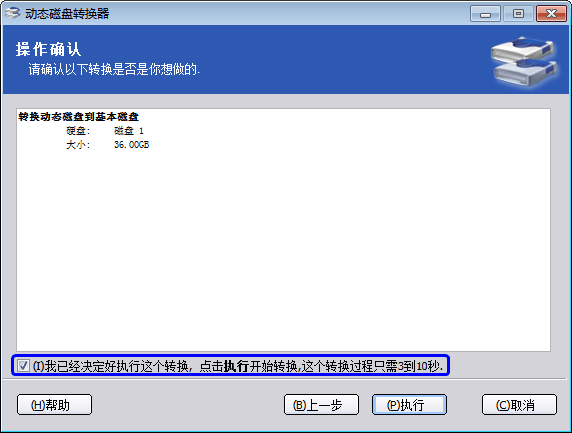 动态磁盘转换器
操作确认
请确认以下转换是否是你想做的.
转换动态磁盘到基本磁盘
硬盘: 磁盘 1
大小: 36.00GB
(I)我已经决定好执行这个转换, 点击执行开始转换,这个转换过程只需3到10秒.
(H)帮助 (B)上一步 (P)执行 (C)取消